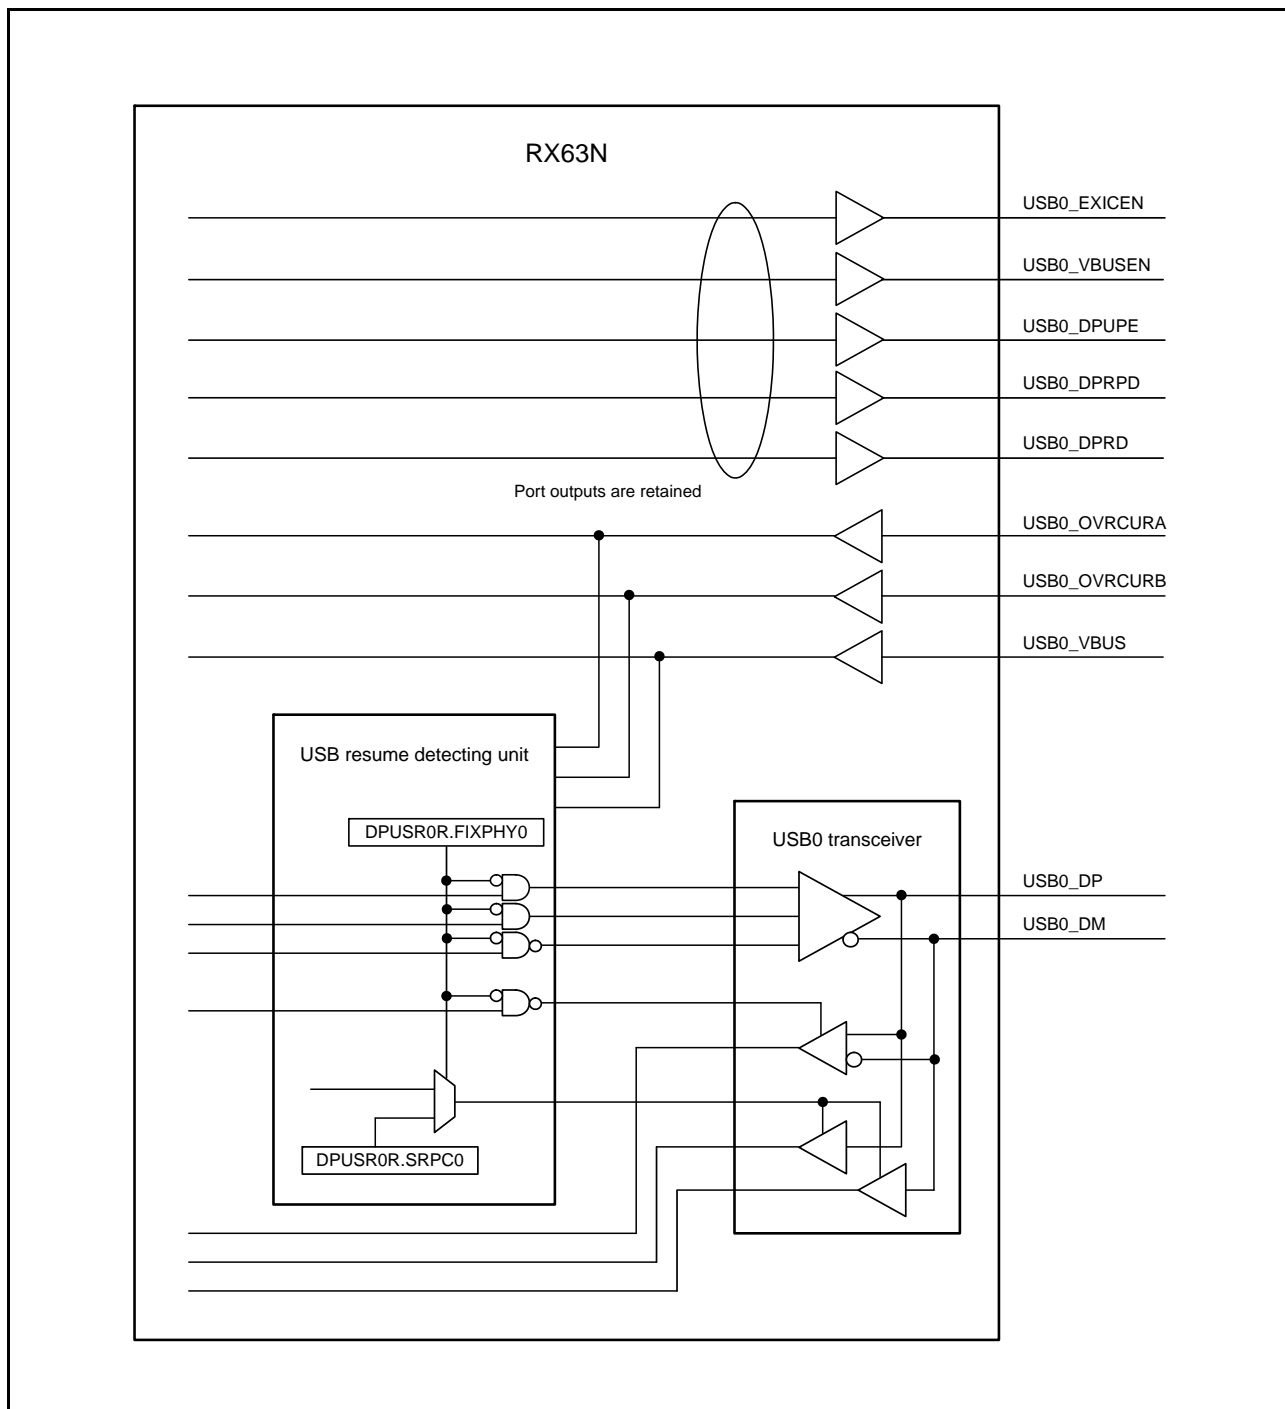 RX63N
USB0_EXICEN
USB0_VBUSEN
USB0_DPUPE
USB0_DPRPD
USB0_DPRD
Port outputs are retained
USB0_OVRCURA
USB0_OVRCURB
USB0_VBUS
USB resume detecting unit
DPUSR0R.FIXPHY0
USB0 transceiver
USB0_DP
USB0_DM
DPUSR0R.SRPC0